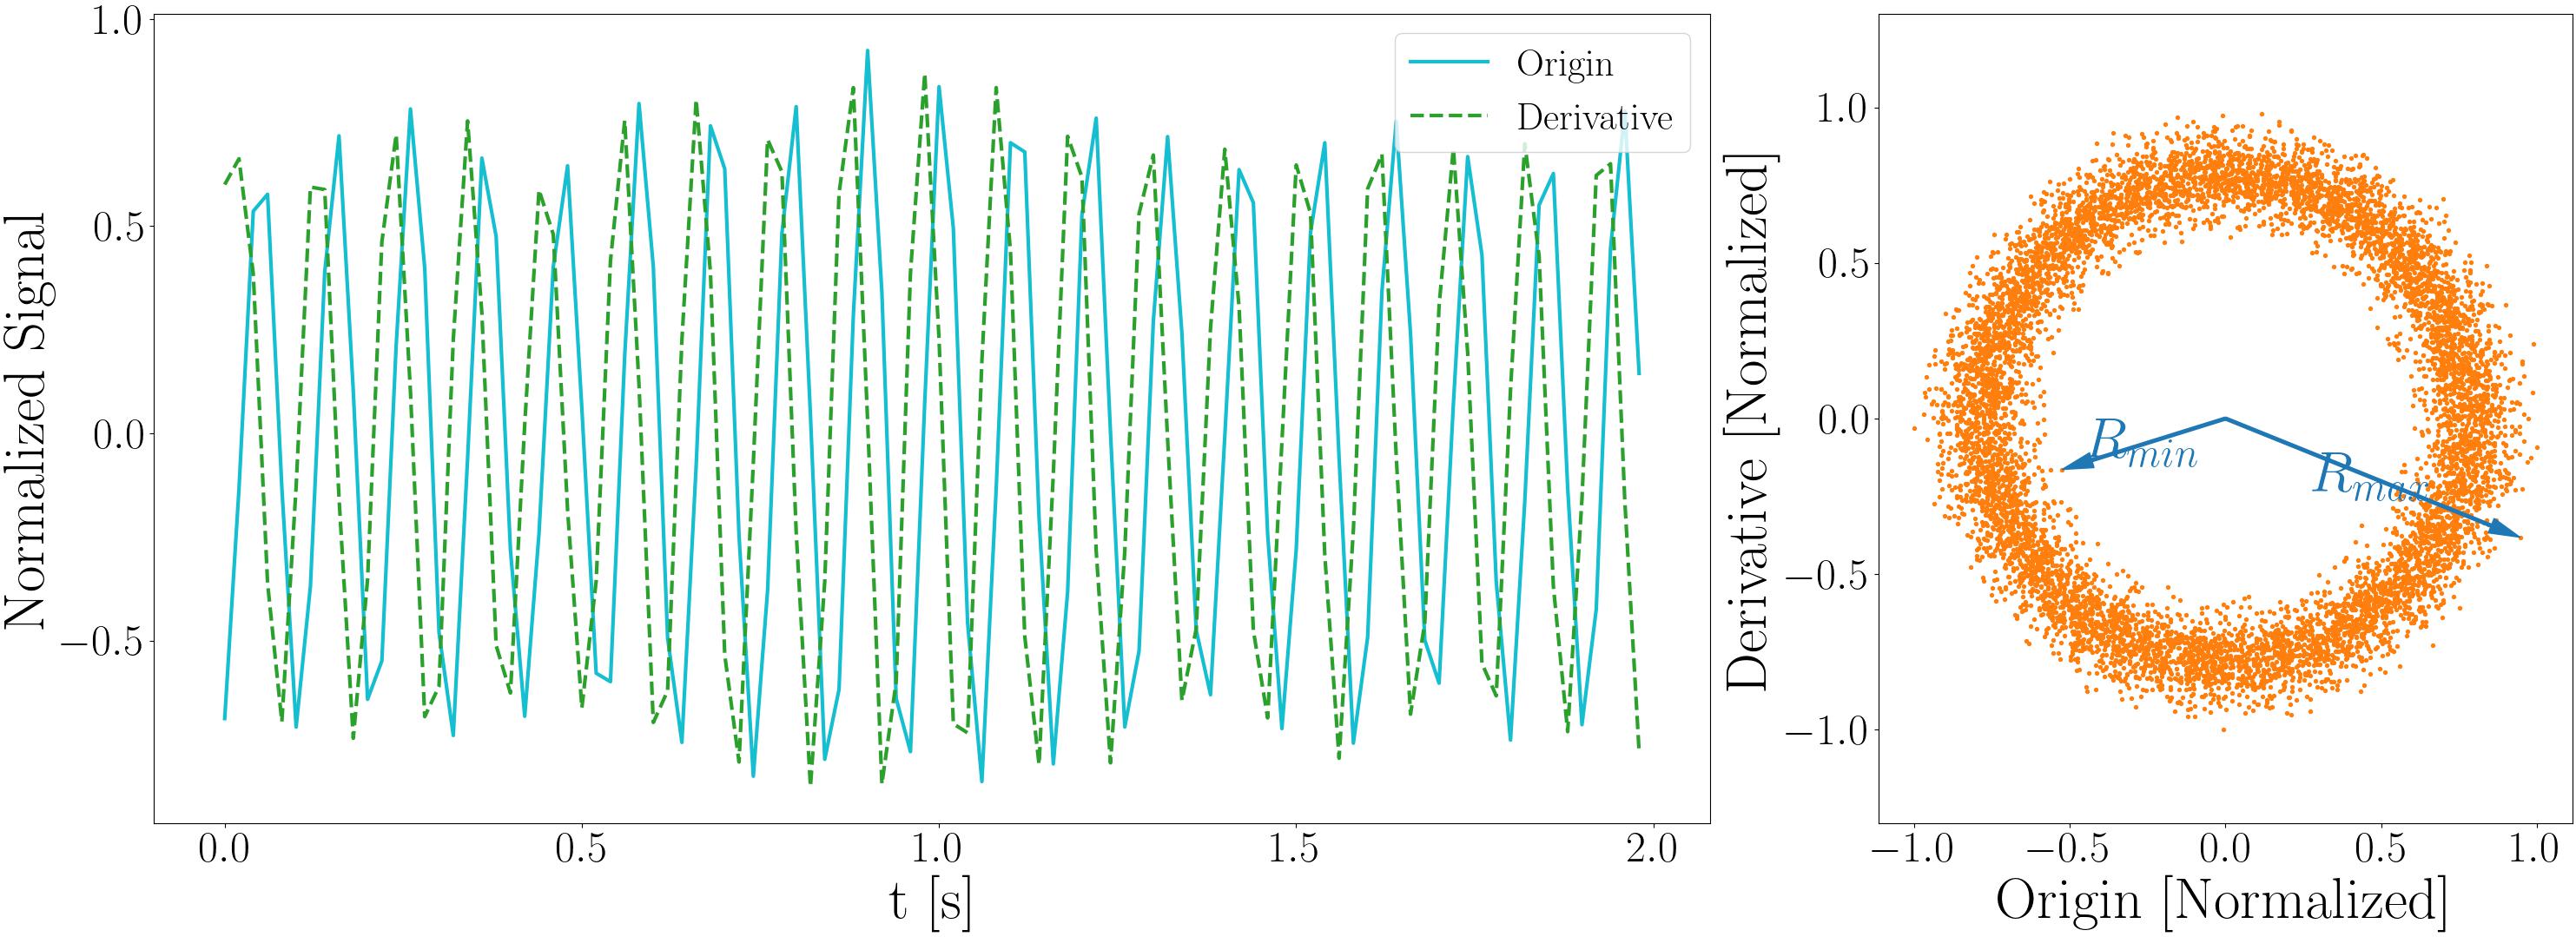 Normalized Signal
1.0
0.5
0.0
−0.5
Origin
Derivative
0.0 0.5 1.0 1.5 2.0
t [s]
Derivative [Normalized]
1.0
0.5
0.0
−0.5
−1.0
R_min
R_max
−1.0 −0.5 0.0 0.5 1.0
Origin [Normalized]